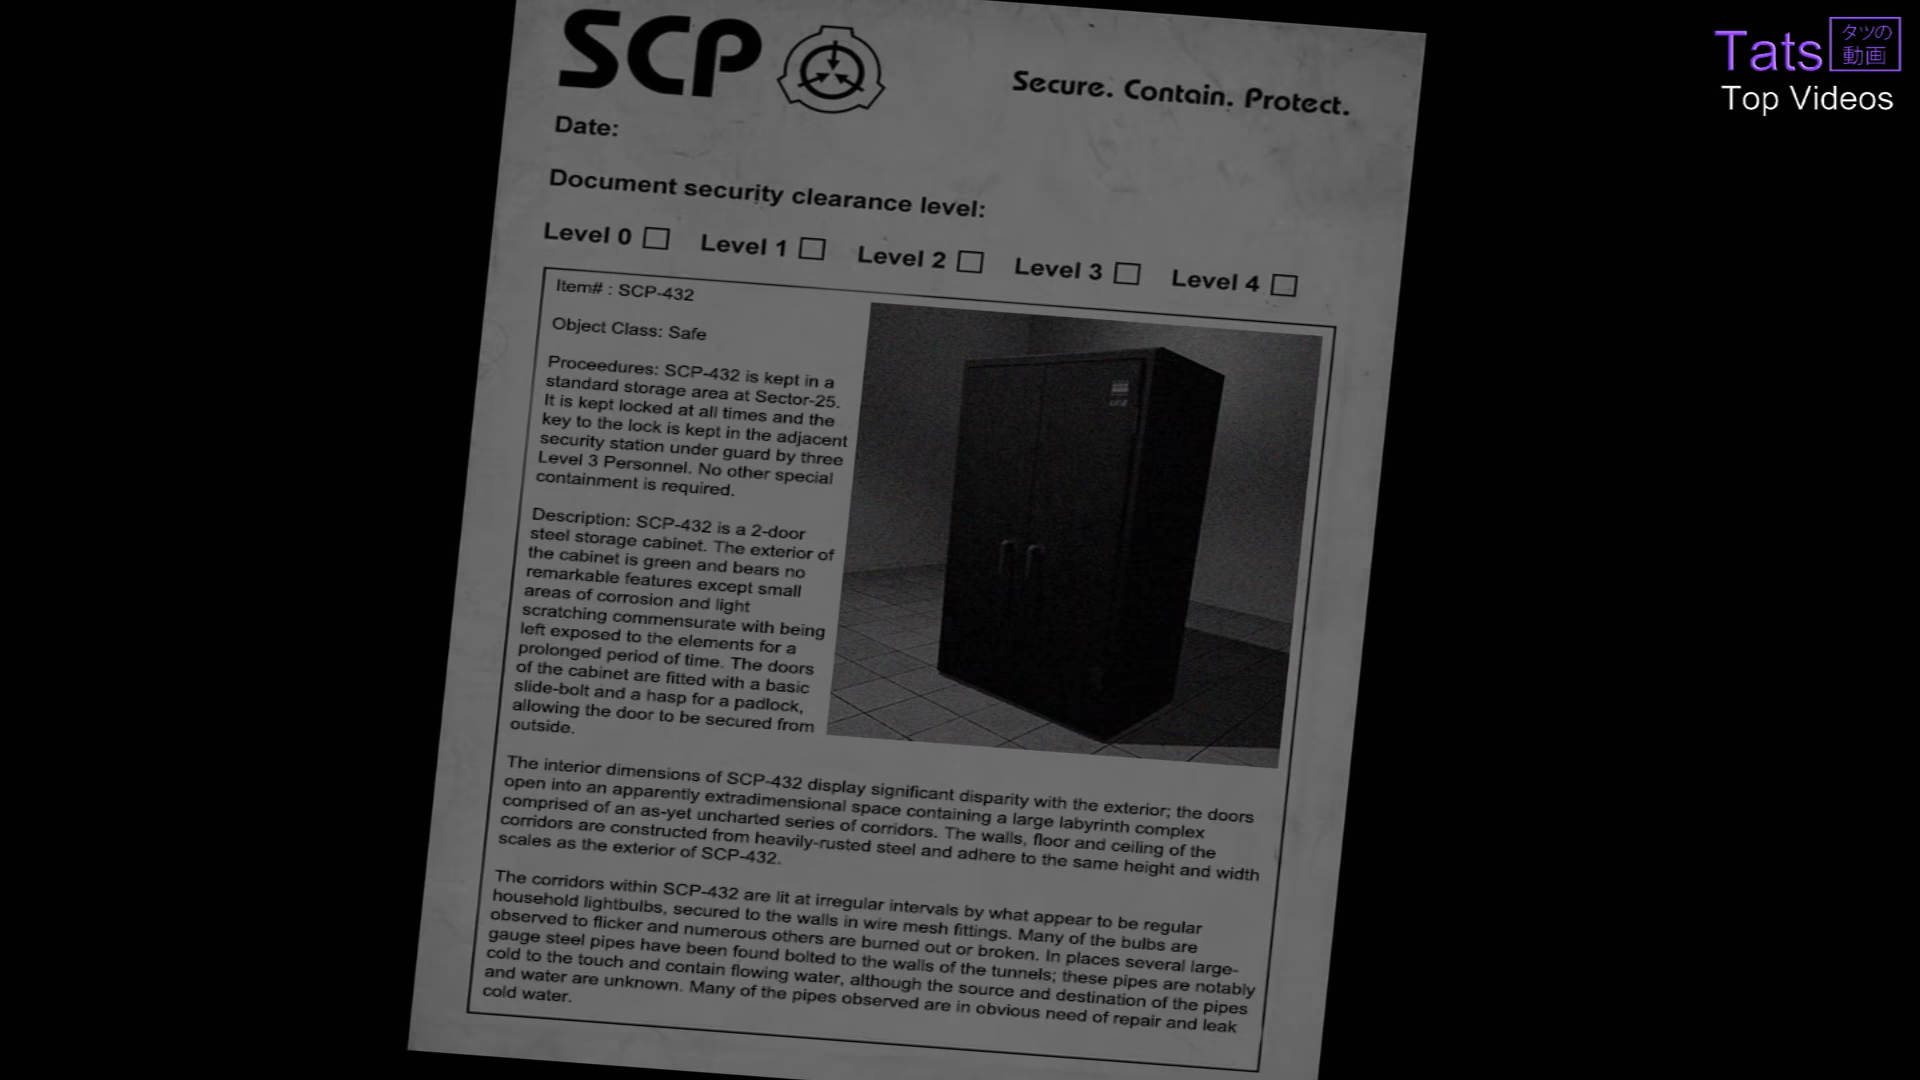 SCP
Secure. Contain. Protect.
Tats タツの
動画
Top Videos
Date:
Document security clearance level:
Level 0 Level 1 Level 2 Level 3 Level 4
Item# : SCP-432
Object Class: Safe
Proceedures: SCP-432 is kept in a
standard storage area at Sector-25.
It is kept locked at all times and the
key to the lock is kept in the adjacent
security station under guard by three
Level 3 Personnel. No other special
containment is required.
Description: SCP-432 is a 2-door
steel storage cabinet. The exterior of
the cabinet is green and bears no
remarkable features except small
areas of corrosion and light
scratching commensurate with being
left exposed to the elements for a
prolonged period of time. The doors
of the cabinet are fitted with a basic
slide-bolt and a hasp for a padlock,
allowing the door to be secured from
outside.
The interior dimensions of SCP-432 display significant disparity with the exterior; the doors
open into an apparently extradimensional space containing a large labyrinth complex
comprised of an as-yet uncharted series of corridors. The walls, floor and ceiling of the
corridors are constructed from heavily-rusted steel and adhere to the same height and width
scales as the exterior of SCP-432.
The corridors within SCP-432 are lit at irregular intervals by what appear to be regular
household lightbulbs, secured to the walls in wire mesh fittings. Many of the bulbs are
observed to flicker and numerous others are burned out or broken. In places several large-
gauge steel pipes have been found bolted to the walls of the tunnels; these pipes are notably
cold to the touch and contain flowing water, although the source and destination of the pipes
and water are unknown. Many of the pipes observed are in obvious need of repair and leak
cold water.